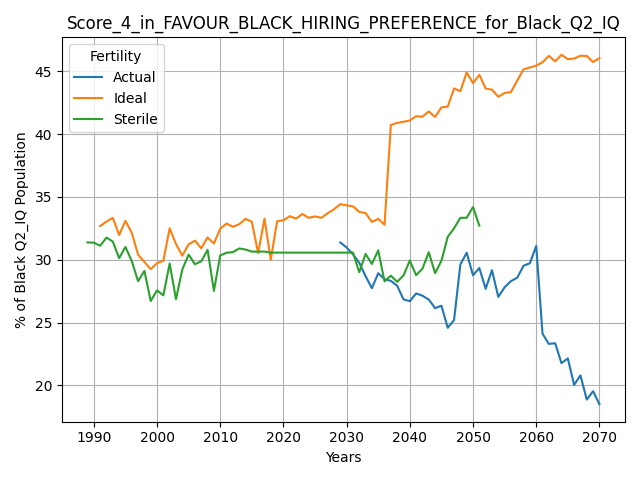 Score_4_in_FAVOUR_BLACK_HIRING_PREFERENCE_for_Black_Q2_IQ
Fertility
Actual
Ideal
Sterile
% of Black Q2_IQ Population
45
40
35
30
25
20
1990 2000 2010 2020 2030 2040 2050 2060 2070
Years